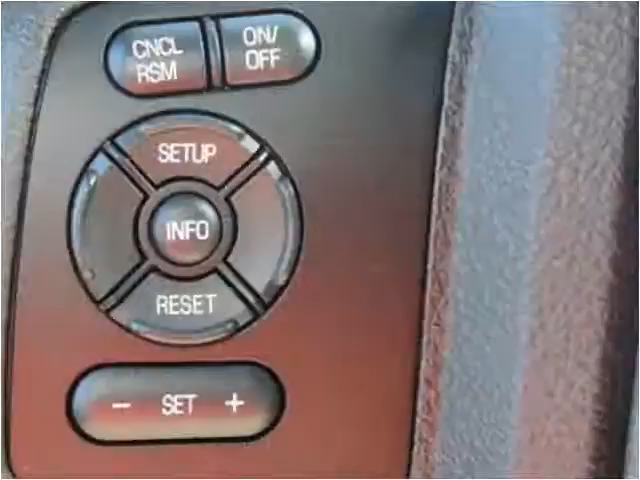 CNCL
RSM
ON/
OFF
SETUP
INFO
RESET
- SET +